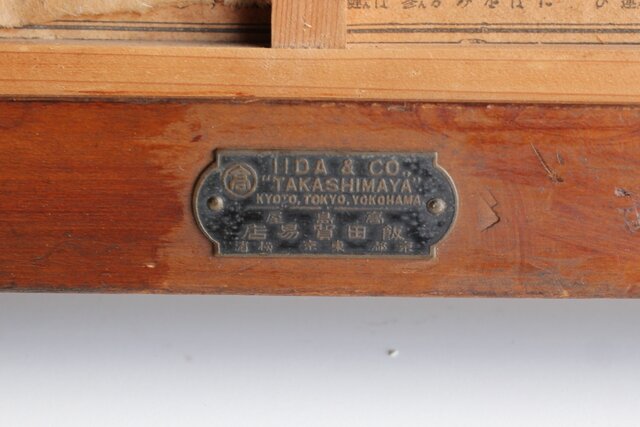 高
IIDA & CO.,
"TAKASHIMAYA"
KYOTO, TOKYO, YOKOHAMA
高島屋
飯田貿易店
京都 東京 横濱